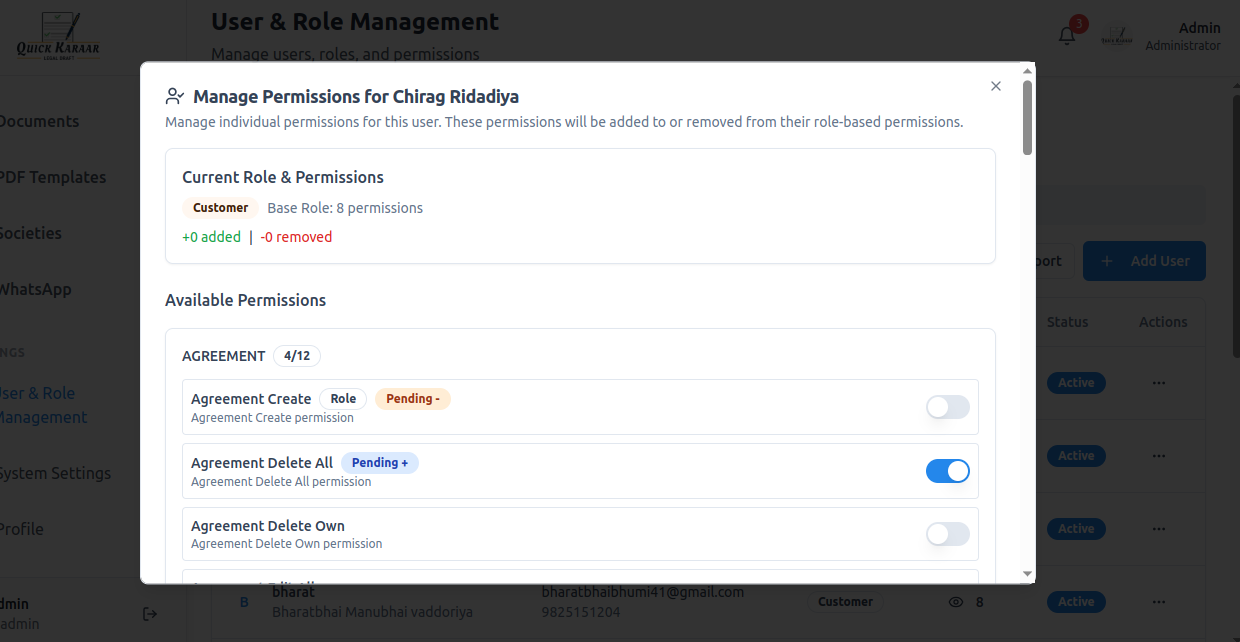 QUICK KARAAR
LEGAL DRAFT
User & Role Management
Manage users, roles, and permissions
3
Admin
Administrator
Documents
PDF Templates
Societies
WhatsApp
NGS
User & Role
Management
System Settings
Profile
dmin
admin
Manage Permissions for Chirag Ridadiya
Manage individual permissions for this user. These permissions will be added to or removed from their role-based permissions.
Current Role & Permissions
Customer Base Role: 8 permissions
+0 added | -0 removed
Available Permissions
AGREEMENT 4/12
Agreement Create Role Pending -
Agreement Create permission
Agreement Delete All Pending +
Agreement Delete All permission
Agreement Delete Own
Agreement Delete Own permission
port
+ Add User
Status Actions
Active
Active
Active
B bharat bharatbhaibhumi41@gmail.com Customer 8 Active
Bharatbhai Manubhai vaddoriya 9825151204